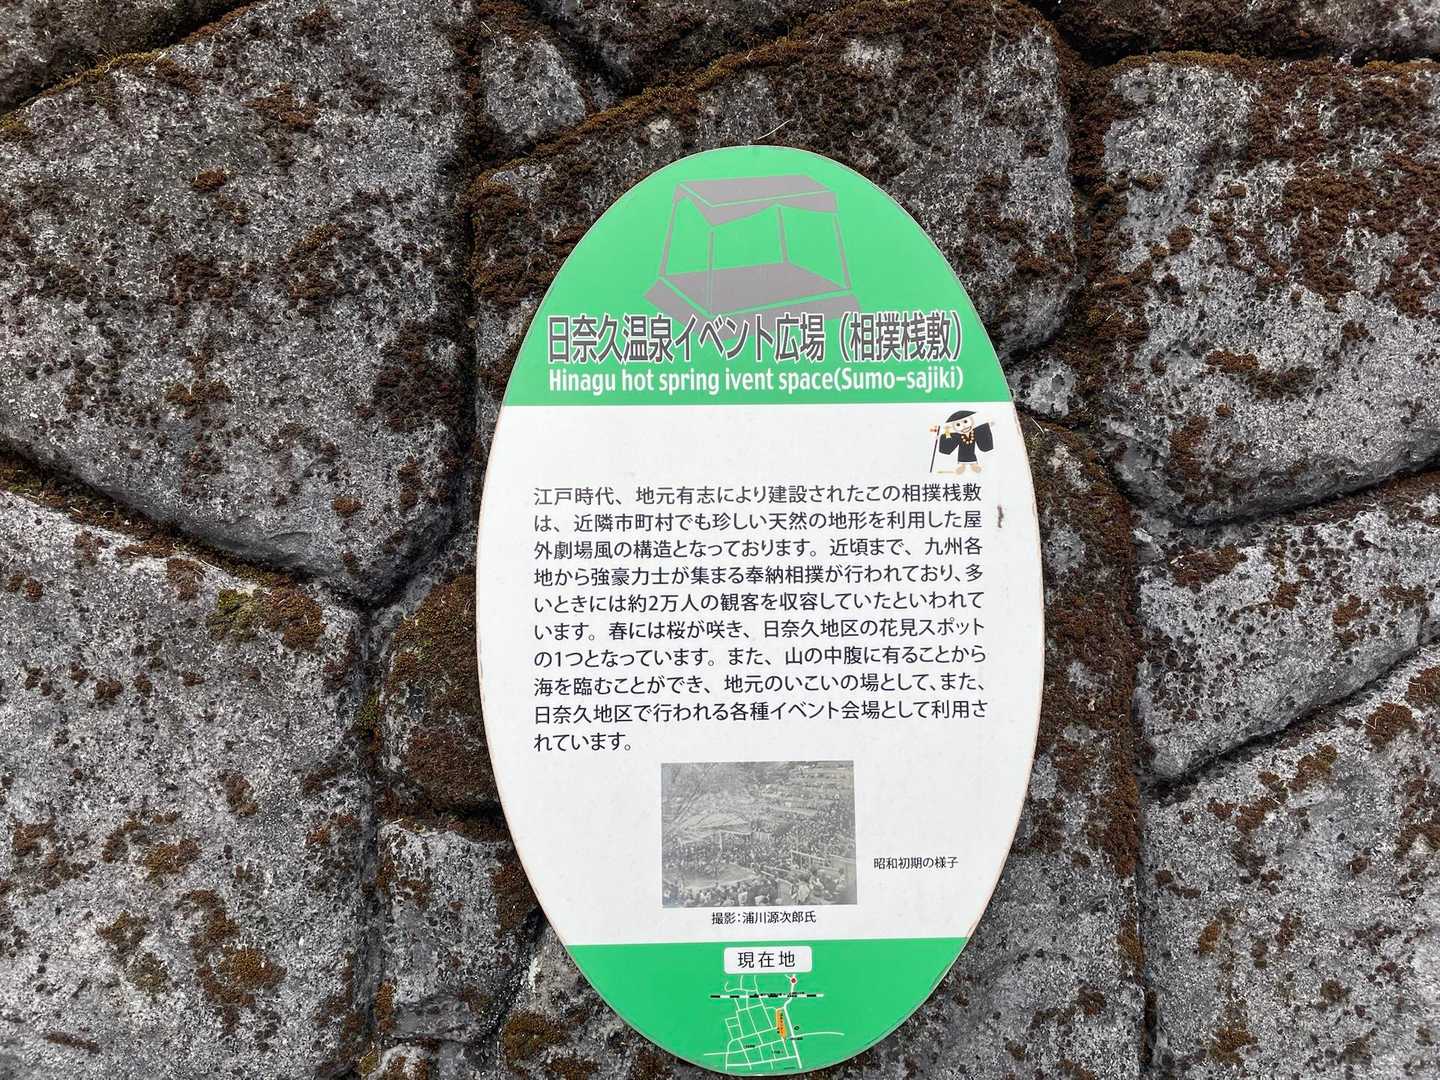 日奈久温泉イベント広場（相撲桟敷）
Hinagu hot spring ivent space(Sumo-sajiki)
江戸時代、地元有志により建設されたこの相撲桟敷
は、近隣市町村でも珍しい天然の地形を利用した屋
外劇場風の構造となっております。近頃まで、九州各
地から強豪力士が集まる奉納相撲が行われており、多
いときには約2万人の観客を収容していたといわれて
います。春には桜が咲き、日奈久地区の花見スポット
の1つとなっています。また、山の中腹に有ることから
海を臨むことができ、地元のいこいの場として、また、
日奈久地区で行われる各種イベント会場として利用さ
れています。
昭和初期の様子
撮影：浦川源次郎氏
現在地